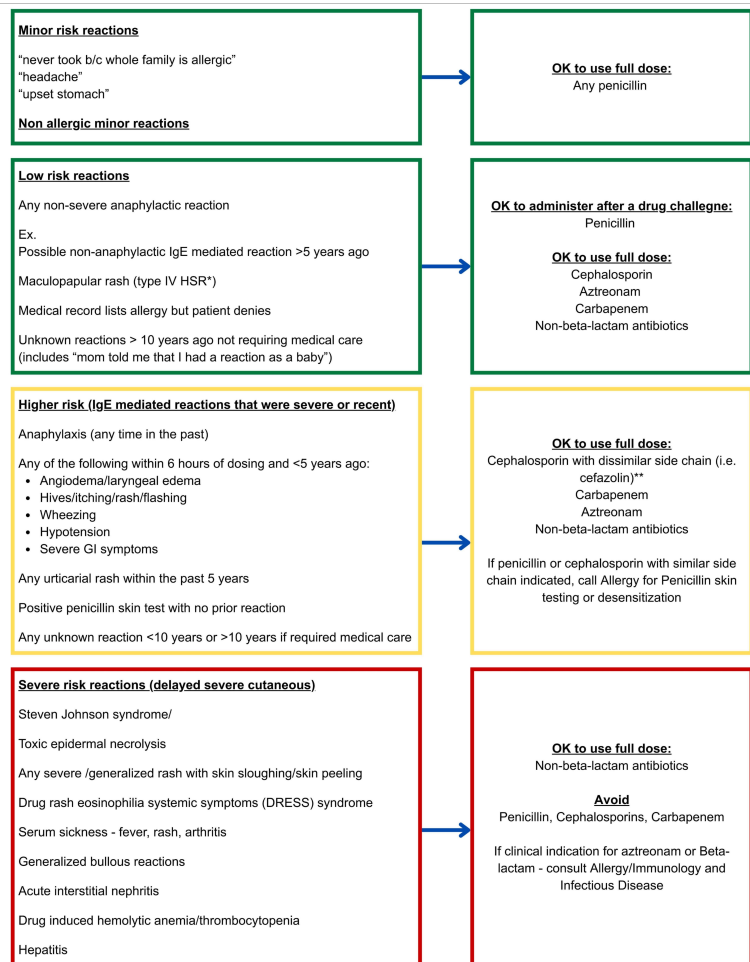 Minor risk reactions
“never took b/c whole family is allergic”
“headache”
“upset stomach”
Non allergic minor reactions
OK to use full dose:
Any penicillin
Low risk reactions
Any non-severe anaphylactic reaction
Ex.
Possible non-anaphylactic IgE mediated reaction >5 years ago
Maculopapular rash (type IV HSR*)
Medical record lists allergy but patient denies
Unknown reactions > 10 years ago not requiring medical care
(includes “mom told me that I had a reaction as a baby”)
OK to administer after a drug challegne:
Penicillin
OK to use full dose:
Cephalosporin
Aztreonam
Carbapenem
Non-beta-lactam antibiotics
Higher risk (IgE mediated reactions that were severe or recent)
Anaphylaxis (any time in the past)
Any of the following within 6 hours of dosing and <5 years ago:
• Angiodema/laryngeal edema
• Hives/itching/rash/flashing
• Wheezing
• Hypotension
• Severe GI symptoms
Any urticarial rash within the past 5 years
Positive penicillin skin test with no prior reaction
Any unknown reaction <10 years or >10 years if required medical care
OK to use full dose:
Cephalosporin with dissimilar side chain (i.e.
cefazolin)**
Carbapenem
Aztreonam
Non-beta-lactam antibiotics
If penicillin or cephalosporin with similar side
chain indicated, call Allergy for Penicillin skin
testing or desensitization
Severe risk reactions (delayed severe cutaneous)
Steven Johnson syndrome/
Toxic epidermal necrolysis
Any severe /generalized rash with skin sloughing/skin peeling
Drug rash eosinophilia systemic symptoms (DRESS) syndrome
Serum sickness - fever, rash, arthritis
Generalized bullous reactions
Acute interstitial nephritis
Drug induced hemolytic anemia/thrombocytopenia
Hepatitis
OK to use full dose:
Non-beta-lactam antibiotics
Avoid
Penicillin, Cephalosporins, Carbapenem
If clinical indication for aztreonam or Beta-
lactam - consult Allergy/Immunology and
Infectious Disease